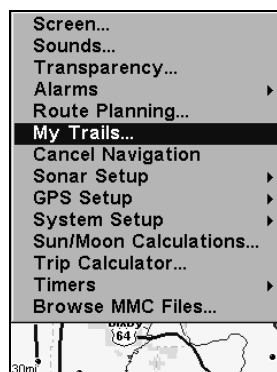 Screen...
Sounds...
Transparency...
Alarms
Route Planning...
My Trails...
Cancel Navigation
Sonar Setup
GPS Setup
System Setup
Sun/Moon Calculations...
Trip Calculator...
Timers
Browse MMC Files...
Bixby
64
30mi